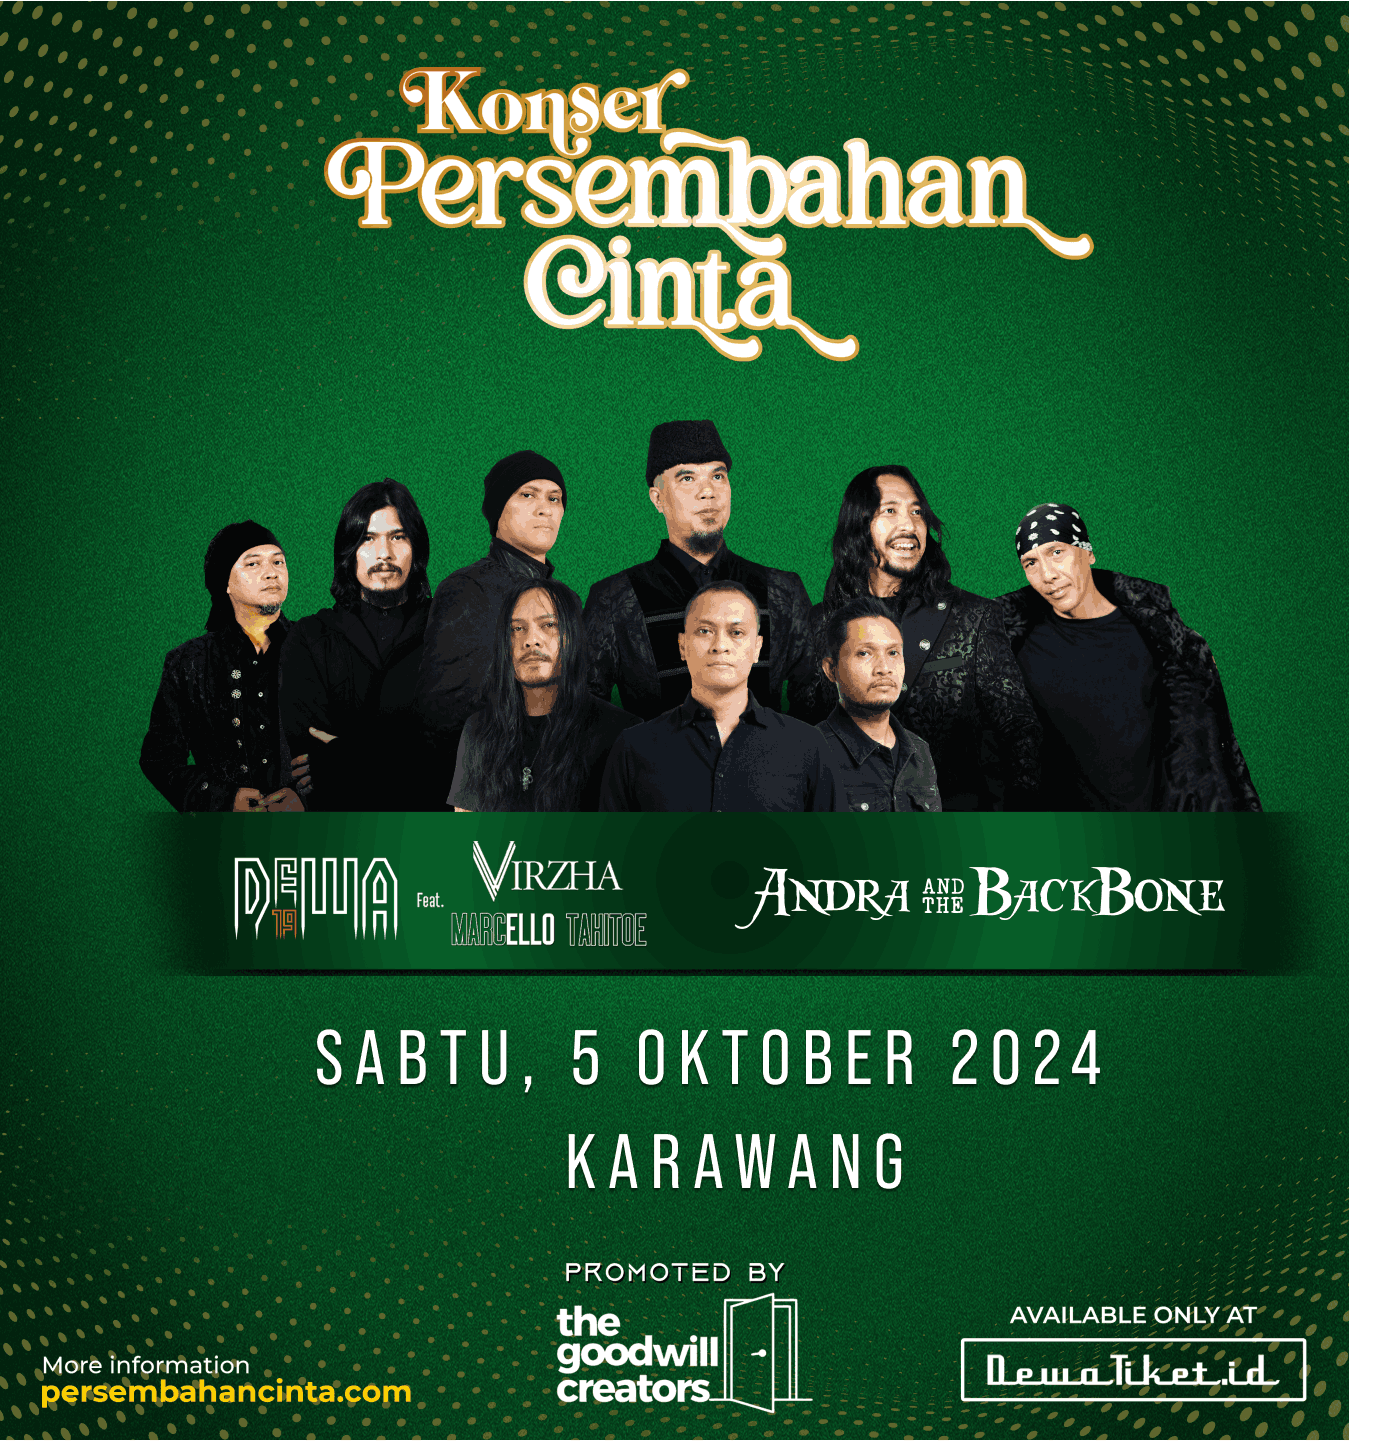 Konser
Persembahan
Cinta
DEWA
19
Feat.
VIRZHA
MARCELLO TAHITOE
ANDRA AND THE BACKBONE
SABTU, 5 OKTOBER 2024
KARAWANG
PROMOTED BY
the
goodwill
creators
AVAILABLE ONLY AT
DewaTiket.id
More information
persembahancinta.com